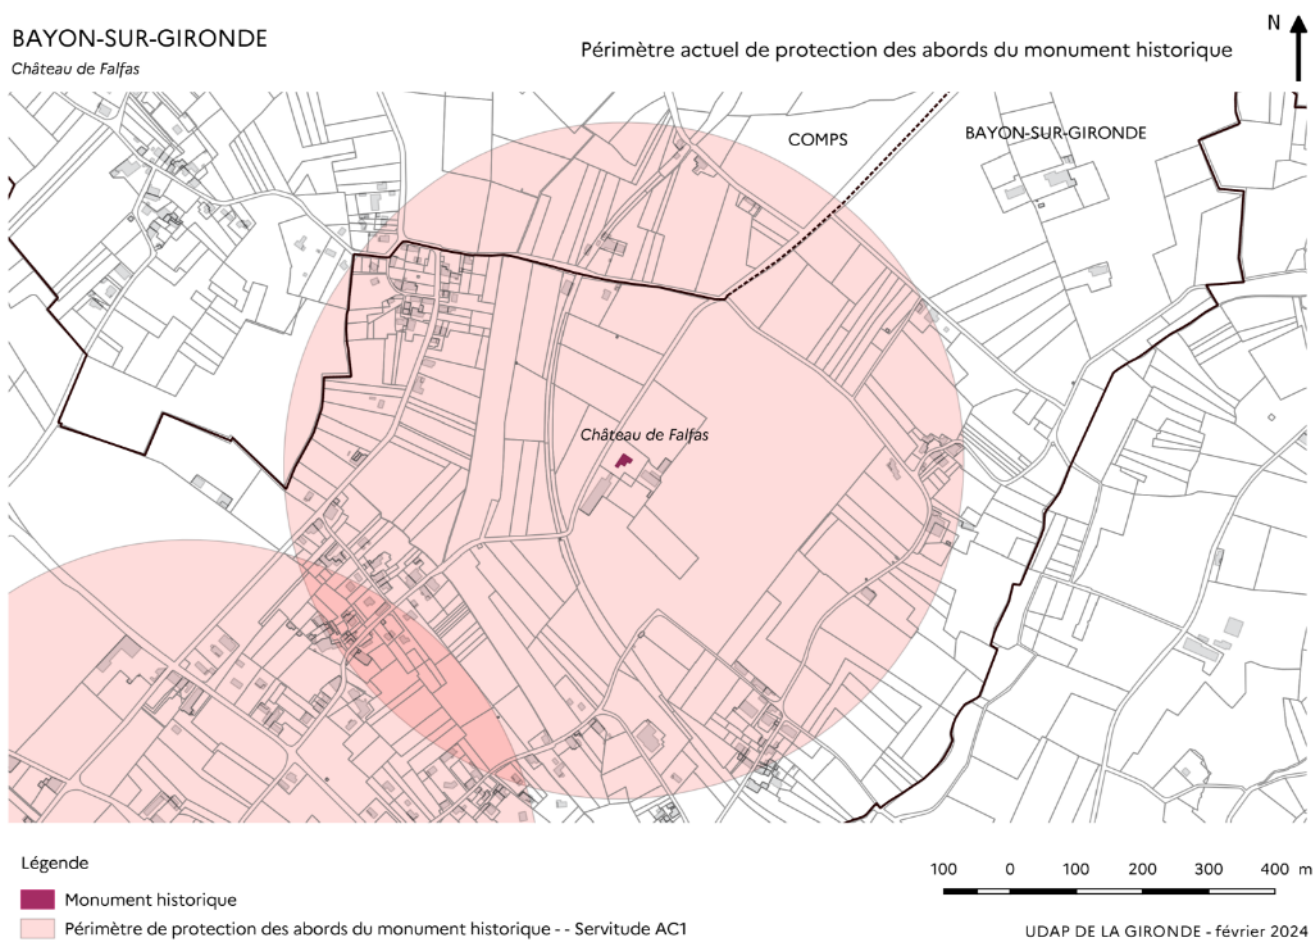 BAYON-SUR-GIRONDE
Château de Falfas
Périmètre actuel de protection des abords du monument historique
N
COMPS
BAYON-SUR-GIRONDE
Château de Falfas
Légende
Monument historique
Périmètre de protection des abords du monument historique - - Servitude AC1
100 0 100 200 300 400 m
UDAP DE LA GIRONDE - février 2024